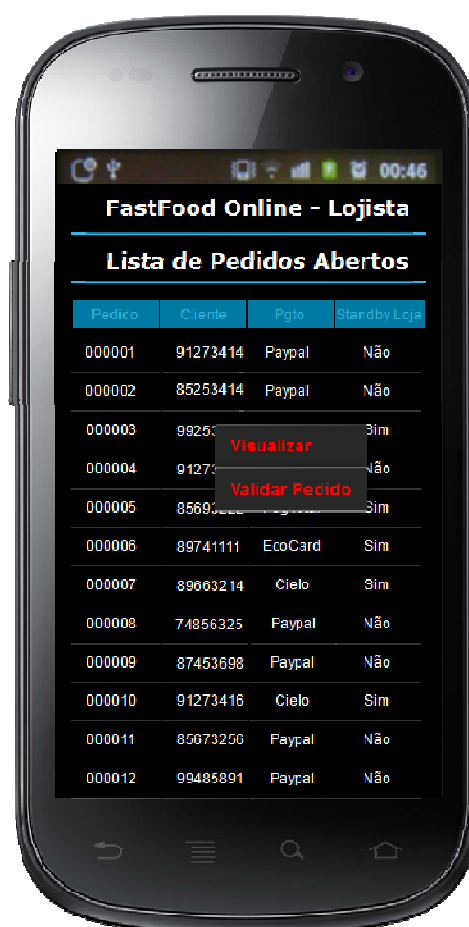 00:46
FastFood Online - Lojista
Lista de Pedidos Abertos
Pedico Cliente Pgto Standby Loja
000001 91273414 Paypal Não
000002 85253414 Paypal Não
000003 9925 Sim
Visualizar
000004 9127 Não
Validar Pedido
000005 Sim
000006 89741111 EcoCard Sim
000007 89663214 Cielo Sim
000008 74856325 Paypal Não
000009 87453698 Paypal Não
000010 91273416 Cielo Sim
000011 85673256 Paypal Não
000012 99485891 Paypal Não